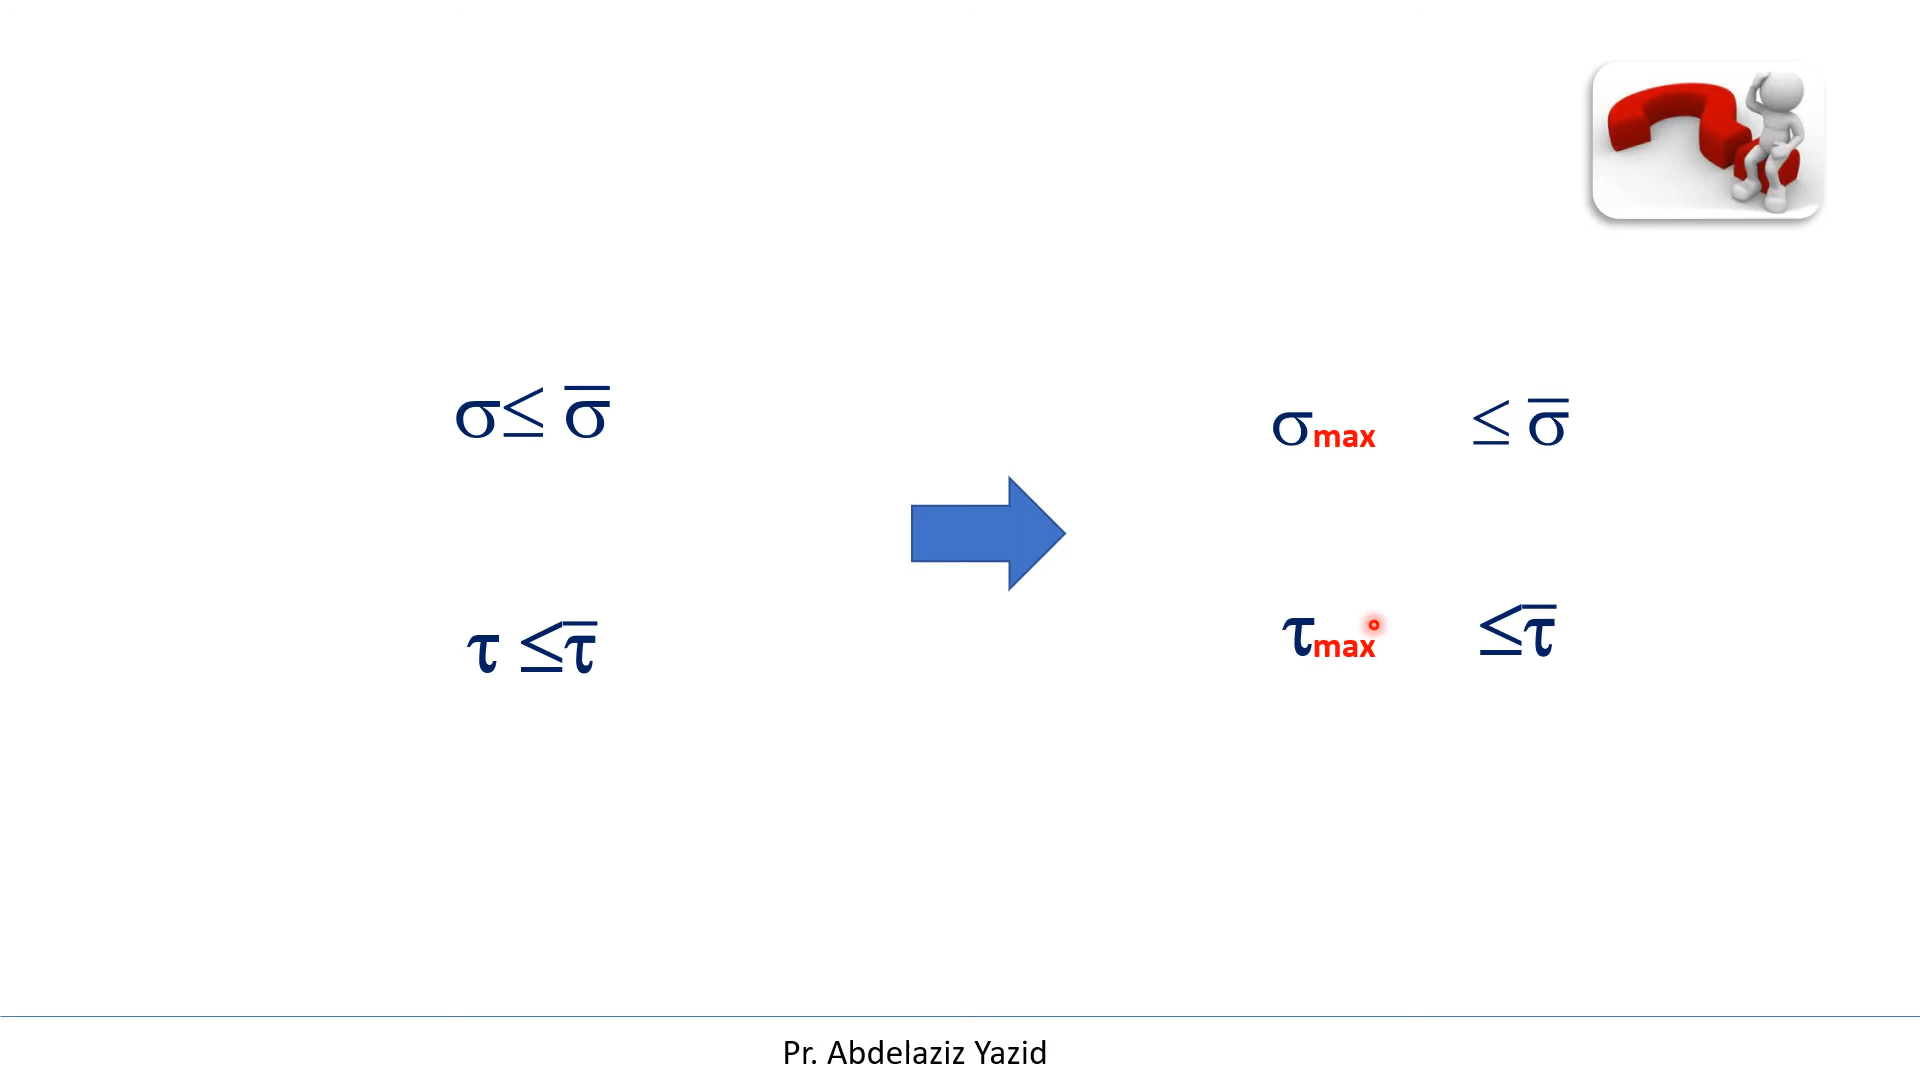 σ≤ σ̅
σmax ≤ σ̅
τ ≤τ̅
τmax ≤τ̅
Pr. Abdelaziz Yazid